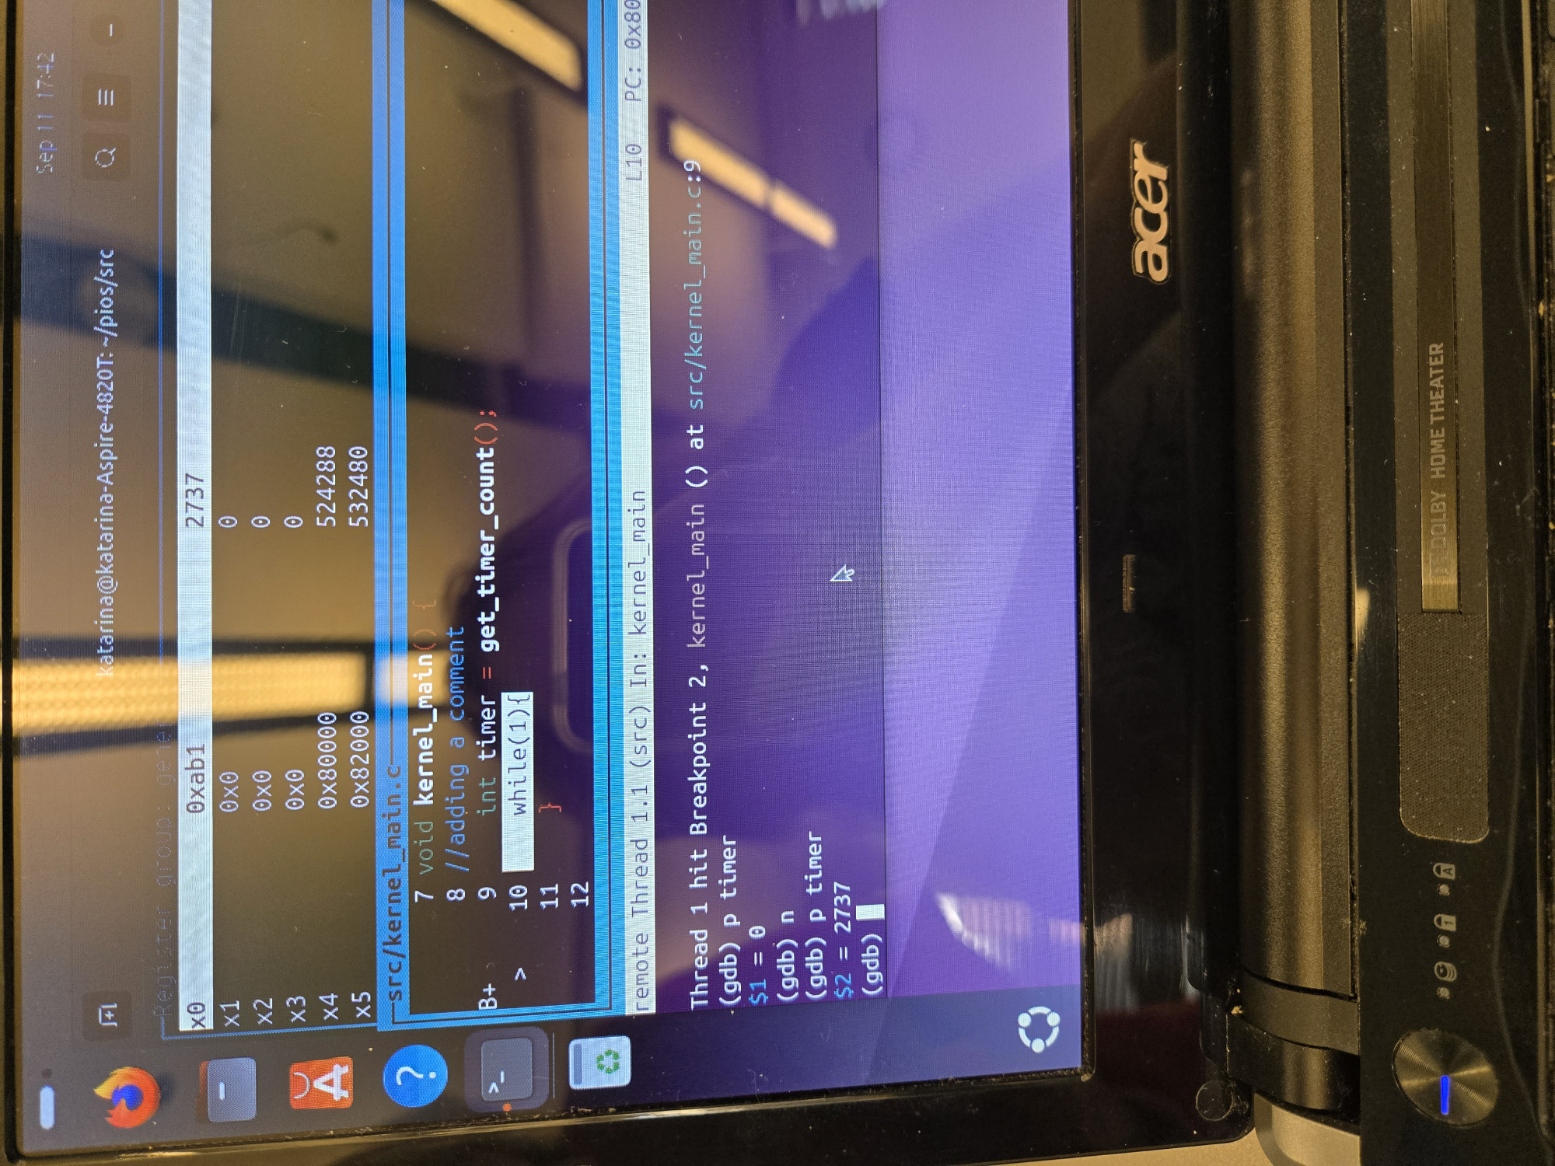 Sep 11 17:42
katarina@katarina-Aspire-4820T: ~/pios/src
Register group: gene
x0 0xab1 2737
x1 0x0 0
x2 0x0 0
x3 0x0 0
x4 0x80000 524288
x5 0x82000 532480
src/kernel_main.c
7 void kernel_main() {
8 //adding a comment
B+ 9 int timer = get_timer_count();
> 10 while(1){
11 }
12
remote Thread 1.1 (src) In: kernel_main L10 PC: 0x80
Thread 1 hit Breakpoint 2, kernel_main () at src/kernel_main.c:9
(gdb) p timer
$1 = 0
(gdb) n
(gdb) p timer
$2 = 2737
(gdb)
acer
DOLBY HOME THEATER